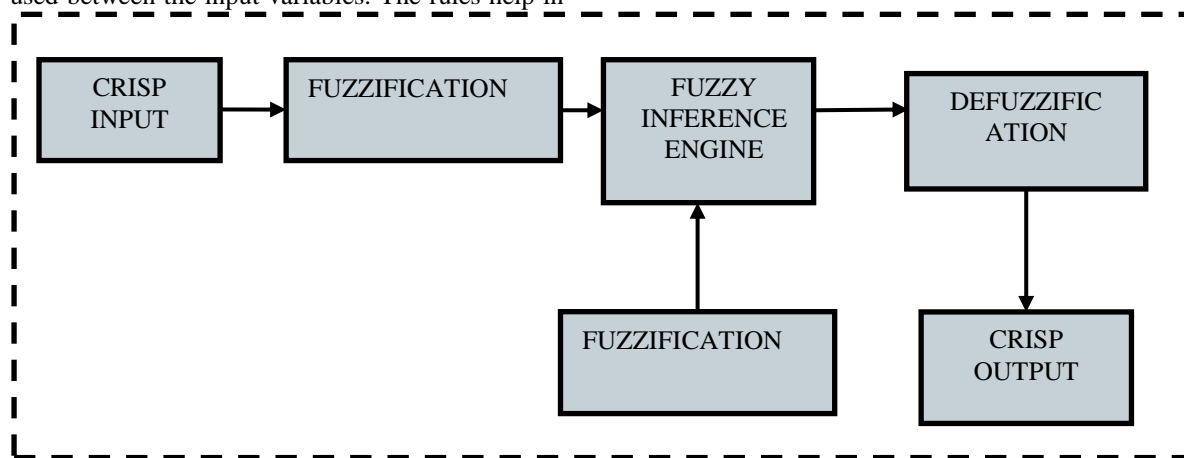 used between the input variables. The rules help in
CRISP
INPUT
FUZZIFICATION
FUZZY
INFERENCE
ENGINE
DEFUZZIFIC
ATION
FUZZIFICATION
CRISP
OUTPUT